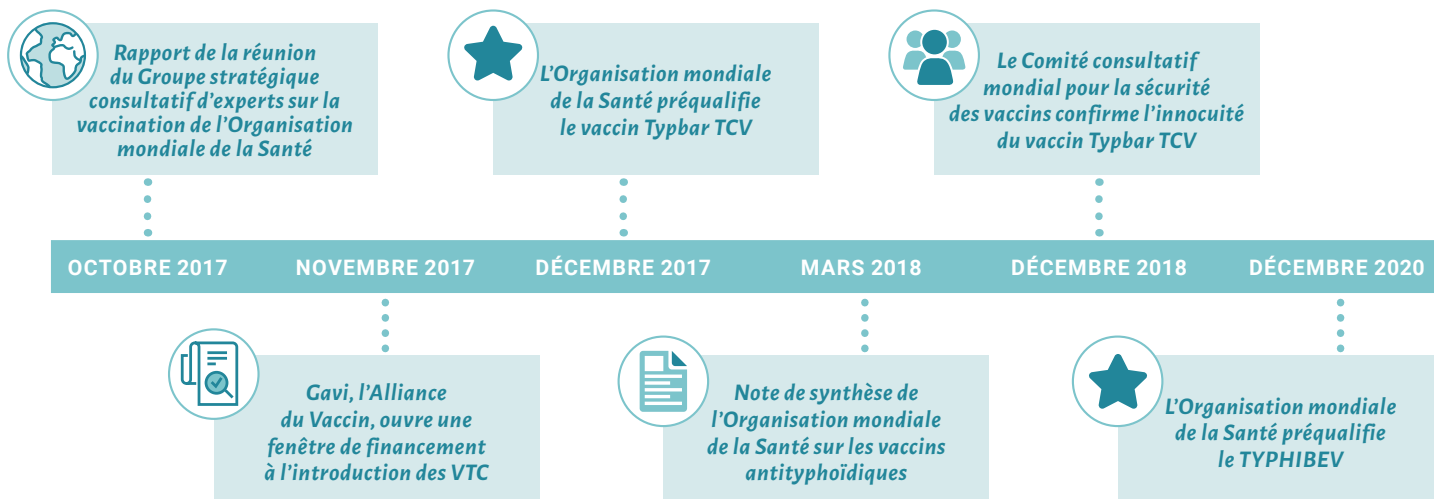 Rapport de la réunion
du Groupe stratégique
consultatif d'experts sur la
vaccination de l'Organisation
mondiale de la Santé
L'Organisation mondiale
de la Santé préqualifie
le vaccin Typbar TCV
Le Comité consultatif
mondial pour la sécurité
des vaccins confirme l'innocuité
du vaccin Typbar TCV
OCTOBRE 2017
NOVEMBRE 2017
DÉCEMBRE 2017
MARS 2018
DÉCEMBRE 2018
DÉCEMBRE 2020
Gavi, l'Alliance
du Vaccin, ouvre une
fenêtre de financement
à l'introduction des VTC
Note de synthèse de
l'Organisation mondiale
de la Santé sur les vaccins
antityphoïdiques
L'Organisation mondiale
de la Santé préqualifie
le TYPHIBEV